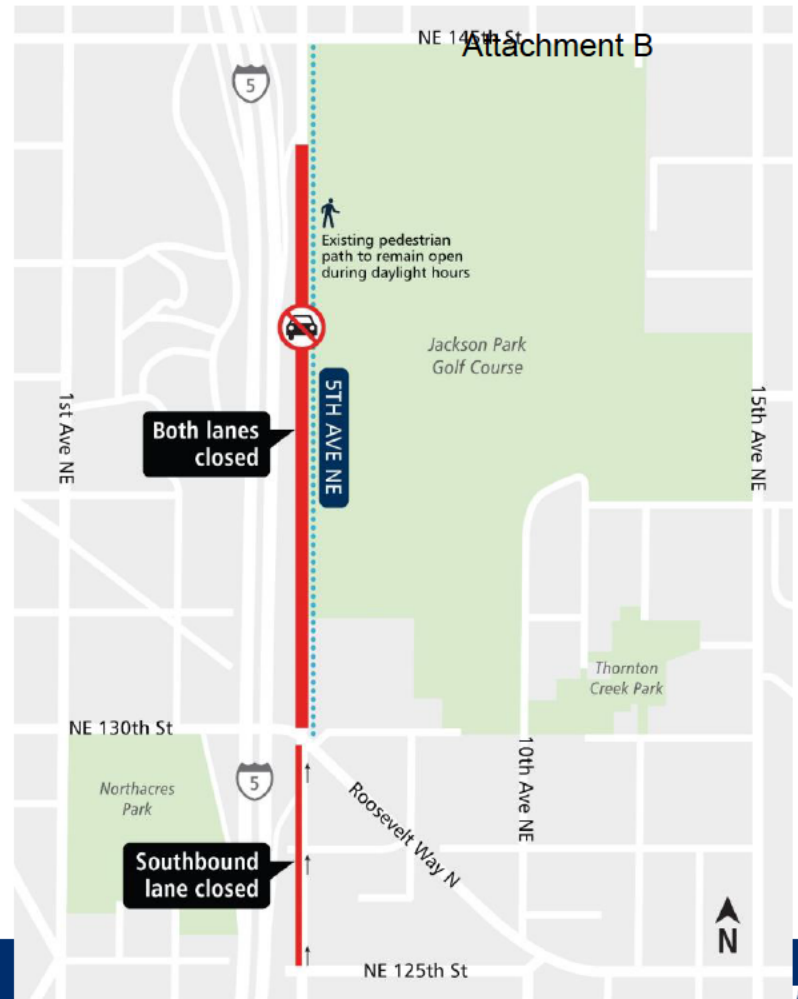 NE 145th St
Attachment B
5
Existing pedestrian
path to remain open
during daylight hours
Jackson Park
Golf Course
1st Ave NE
5TH AVE NE
15th Ave NE
Both lanes
closed
Thornton
Creek Park
NE 130th St
10th Ave NE
5
Northacres
Park
Roosevelt Way N
Southbound
lane closed
N
NE 125th St